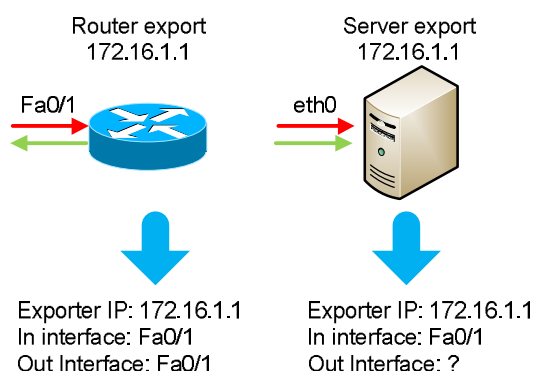 Router export
172.16.1.1
Server export
172.16.1.1
Fa0/1
eth0
Exporter IP: 172.16.1.1
In interface: Fa0/1
Out Interface: Fa0/1
Exporter IP: 172.16.1.1
In interface: Fa0/1
Out Interface: ?